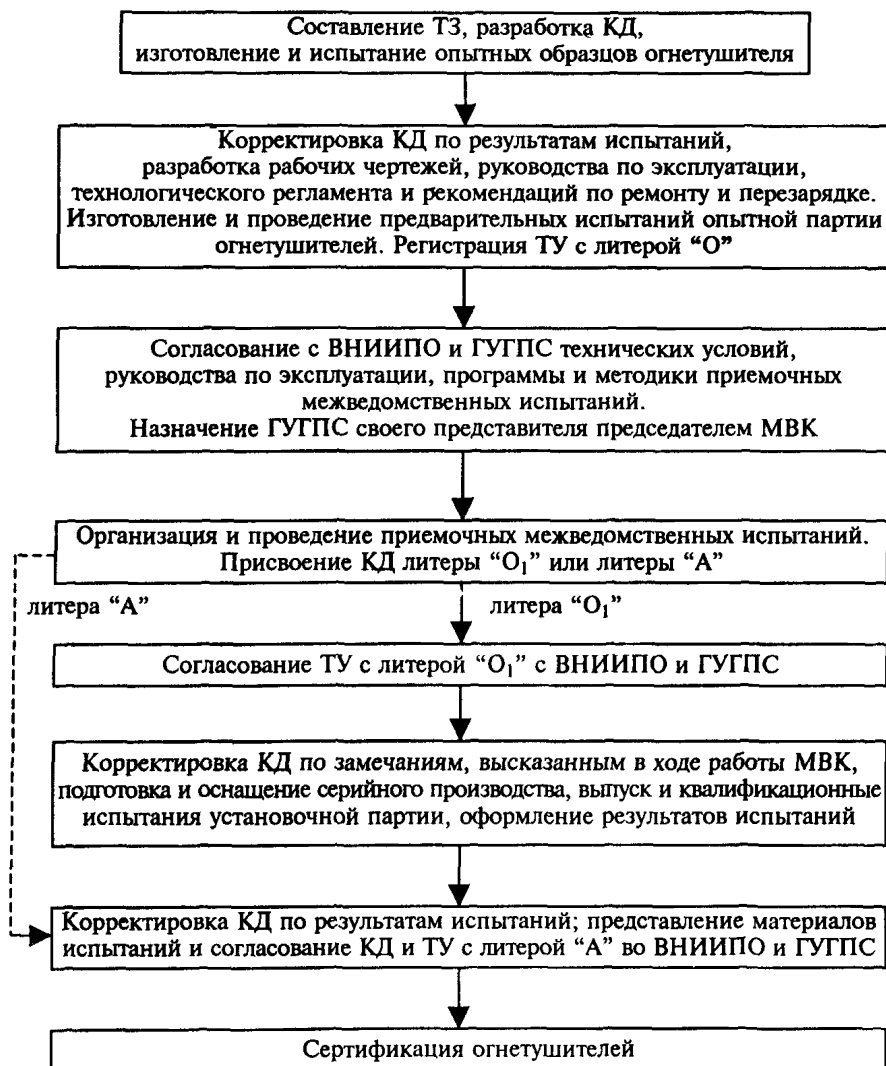 Составление ТЗ, разработка КД,
изготовление и испытание опытных образцов огнетушителя
Корректировка КД по результатам испытаний,
разработка рабочих чертежей, руководства по эксплуатации,
технологического регламента и рекомендаций по ремонту и перезарядке.
Изготовление и проведение предварительных испытаний опытной партии
огнетушителей. Регистрация ТУ с литерой “О”
Согласование с ВНИИПО и ГУГПС технических условий,
руководства по эксплуатации, программы и методики приемочных
межведомственных испытаний.
Назначение ГУГПС своего представителя председателем МВК
Организация и проведение приемочных межведомственных испытаний.
Присвоение КД литеры “О₁” или литеры “А”
литера “А”
литера “О₁”
Согласование ТУ с литерой “О₁” с ВНИИПО и ГУГПС
Корректировка КД по замечаниям, высказанным в ходе работы МВК,
подготовка и оснащение серийного производства, выпуск и квалификационные
испытания установочной партии, оформление результатов испытаний
Корректировка КД по результатам испытаний; представление материалов
испытаний и согласование КД и ТУ с литерой “А” во ВНИИПО и ГУГПС
Сертификация огнетушителей